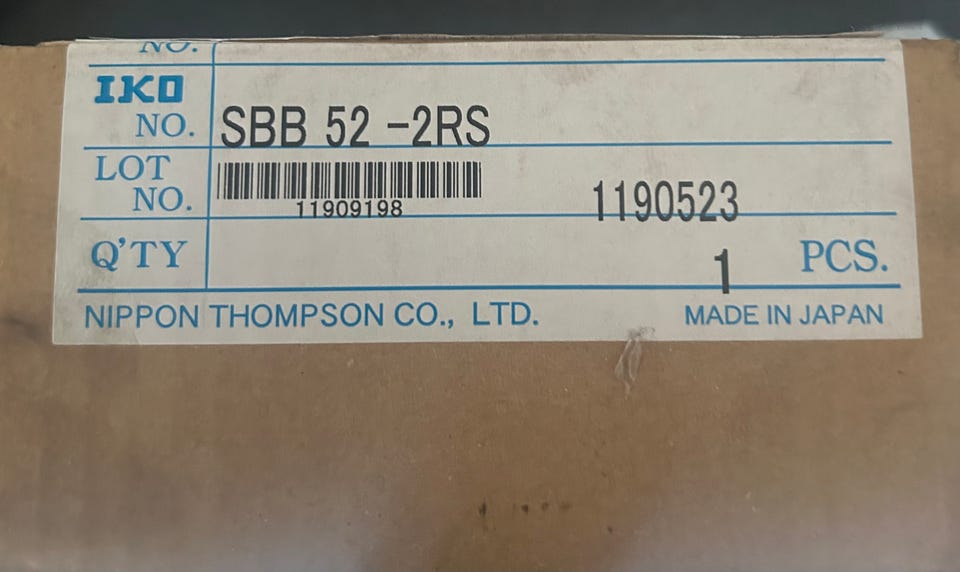 NO.
IKO
NO. SBB 52 -2RS
LOT
NO. 11909198 1190523
Q'TY 1 PCS.
NIPPON THOMPSON CO., LTD. MADE IN JAPAN